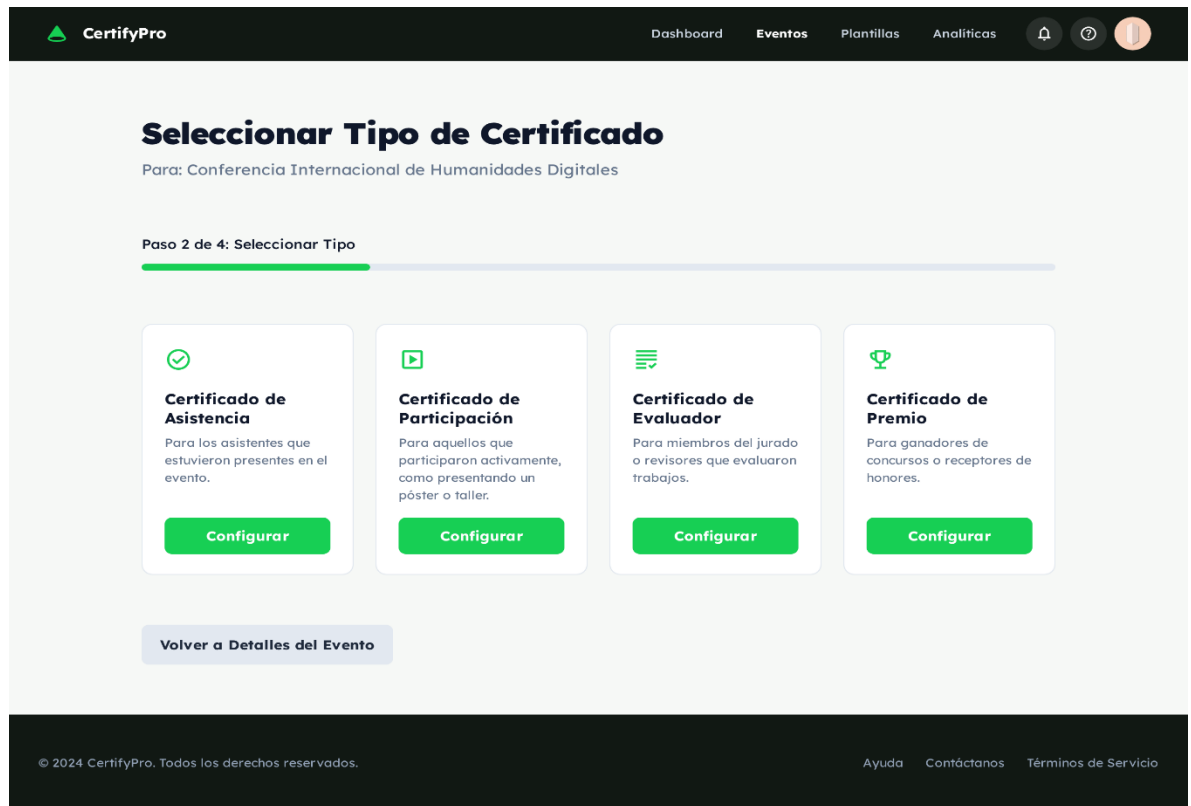 CertifyPro
Dashboard
Eventos
Plantillas
Analíticas
Seleccionar Tipo de Certificado
Para: Conferencia Internacional de Humanidades Digitales
Paso 2 de 4: Seleccionar Tipo
Certificado de
Asistencia
Para los asistentes que
estuvieron presentes en el
evento.
Configurar
Certificado de
Participación
Para aquellos que
participaron activamente,
como presentando un
póster o taller.
Configurar
Certificado de
Evaluador
Para miembros del jurado
o revisores que evaluaron
trabajos.
Configurar
Certificado de
Premio
Para ganadores de
concursos o receptores de
honores.
Configurar
Volver a Detalles del Evento
© 2024 CertifyPro. Todos los derechos reservados.
Ayuda
Contáctanos
Términos de Servicio